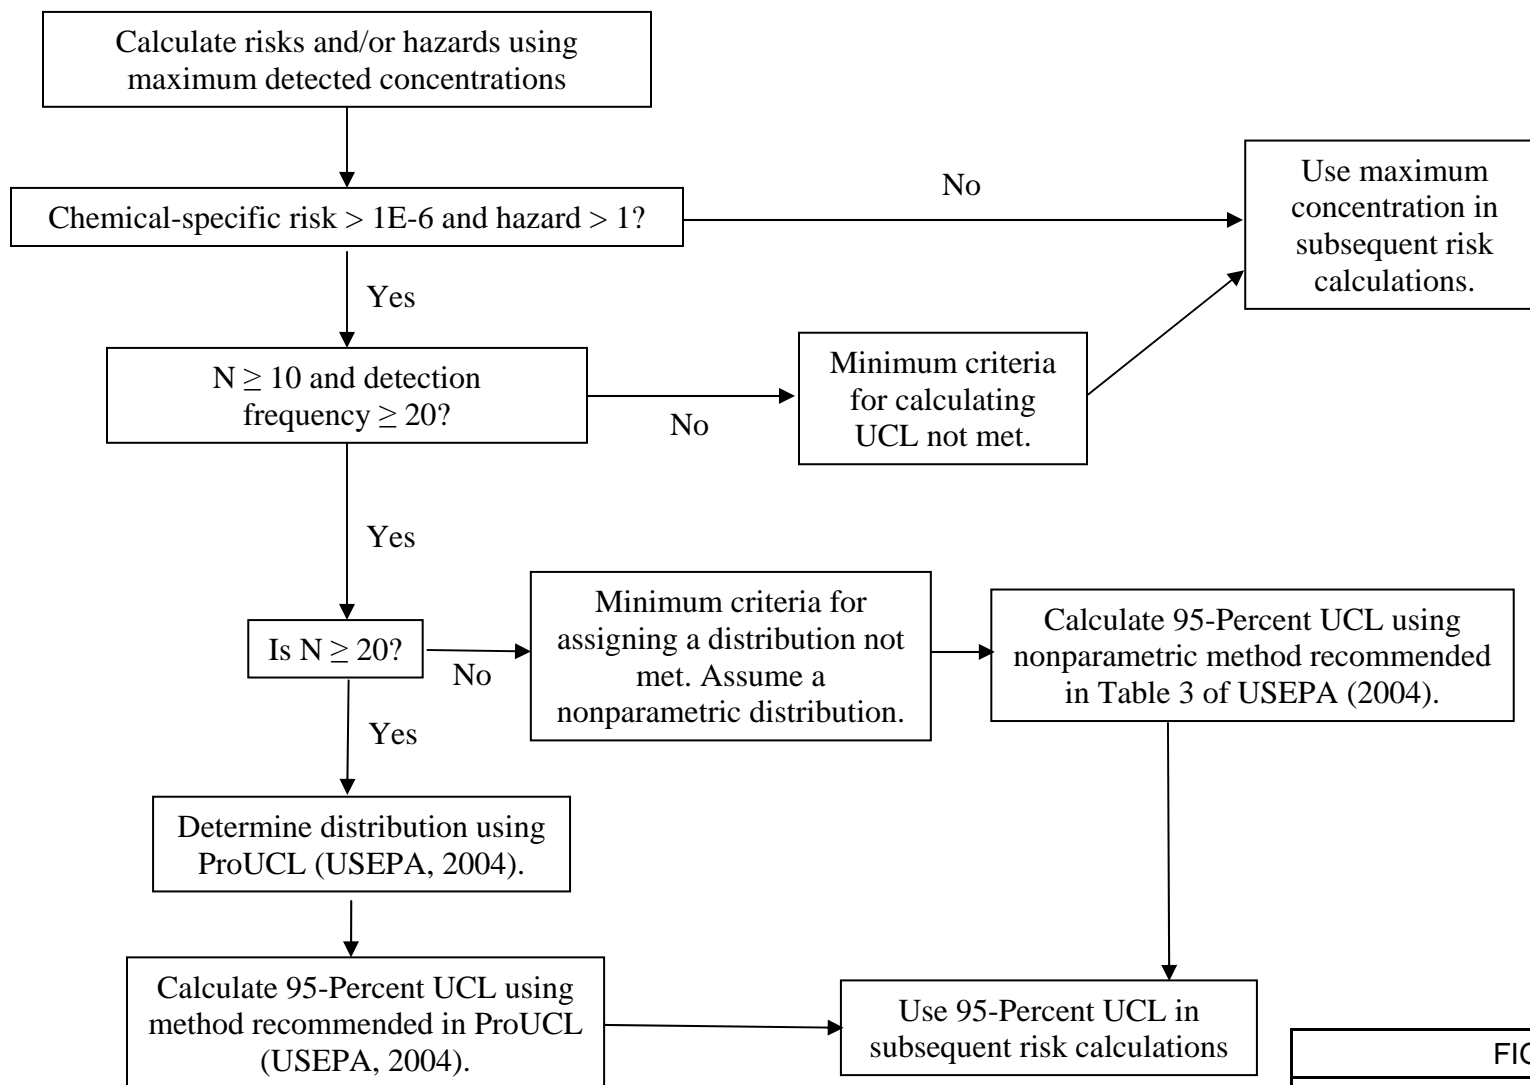 Calculate risks and/or hazards using
maximum detected concentrations
Chemical-specific risk > 1E-6 and hazard > 1?
No
Use maximum
concentration in
subsequent risk
calculations.
Yes
N ≥ 10 and detection
frequency ≥ 20?
No
Minimum criteria
for calculating
UCL not met.
Yes
Is N ≥ 20?
No
Minimum criteria for
assigning a distribution not
met. Assume a
nonparametric distribution.
Calculate 95-Percent UCL using
nonparametric method recommended
in Table 3 of USEPA (2004).
Yes
Determine distribution using
ProUCL (USEPA, 2004).
Calculate 95-Percent UCL using
method recommended in ProUCL
(USEPA, 2004).
Use 95-Percent UCL in
subsequent risk calculations